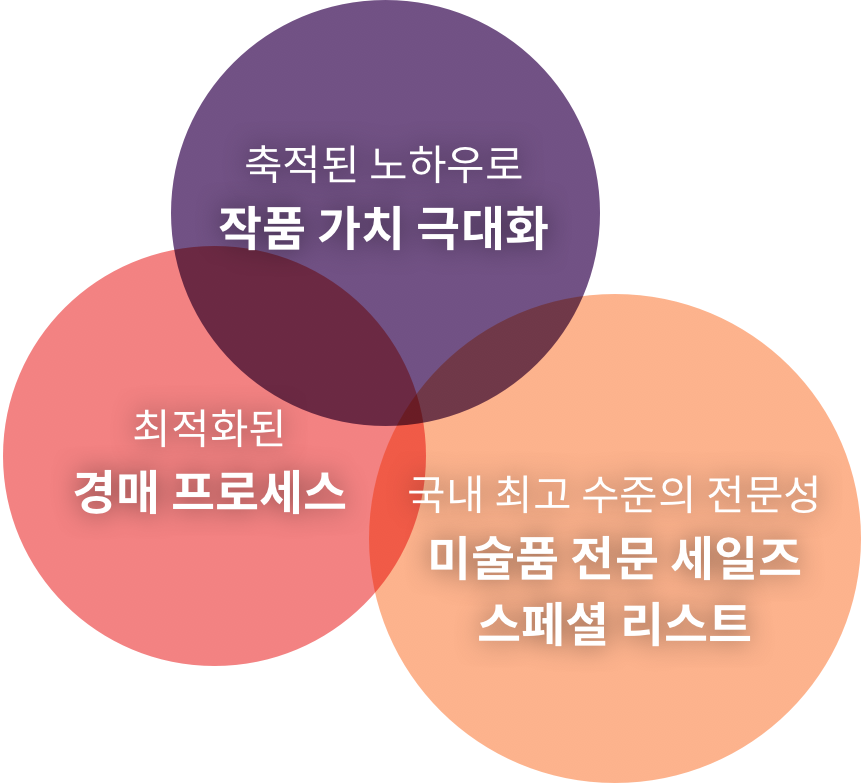 축적된 노하우로
작품 가치 극대화
최적화된
경매 프로세스
국내 최고 수준의 전문성
미술품 전문 세일즈
스페셜 리스트